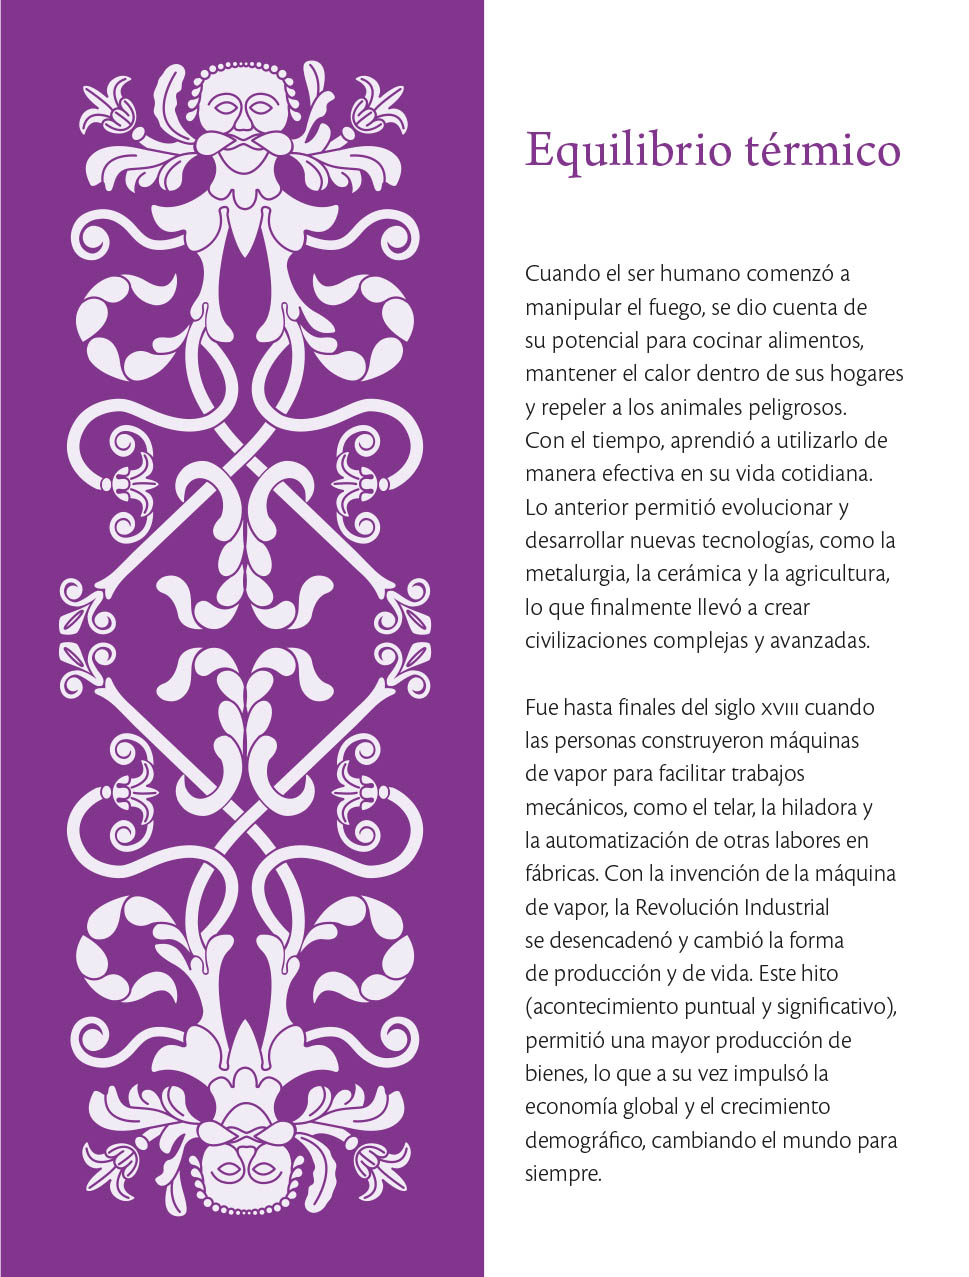 Equilibrio térmico
Cuando el ser humano comenzó a
manipular el fuego, se dio cuenta de
su potencial para cocinar alimentos,
mantener el calor dentro de sus hogares
y repeler a los animales peligrosos.
Con el tiempo, aprendió a utilizarlo de
manera efectiva en su vida cotidiana.
Lo anterior permitió evolucionar y
desarrollar nuevas tecnologías, como la
metalurgia, la cerámica y la agricultura,
lo que finalmente llevó a crear
civilizaciones complejas y avanzadas.
Fue hasta finales del siglo XVIII cuando
las personas construyeron máquinas
de vapor para facilitar trabajos
mecánicos, como el telar, la hiladora y
la automatización de otras labores en
fábricas. Con la invención de la máquina
de vapor, la Revolución Industrial
se desencadenó y cambió la forma
de producción y de vida. Este hito
(acontecimiento puntual y significativo),
permitió una mayor producción de
bienes, lo que a su vez impulsó la
economía global y el crecimiento
demográfico, cambiando el mundo para
siempre.